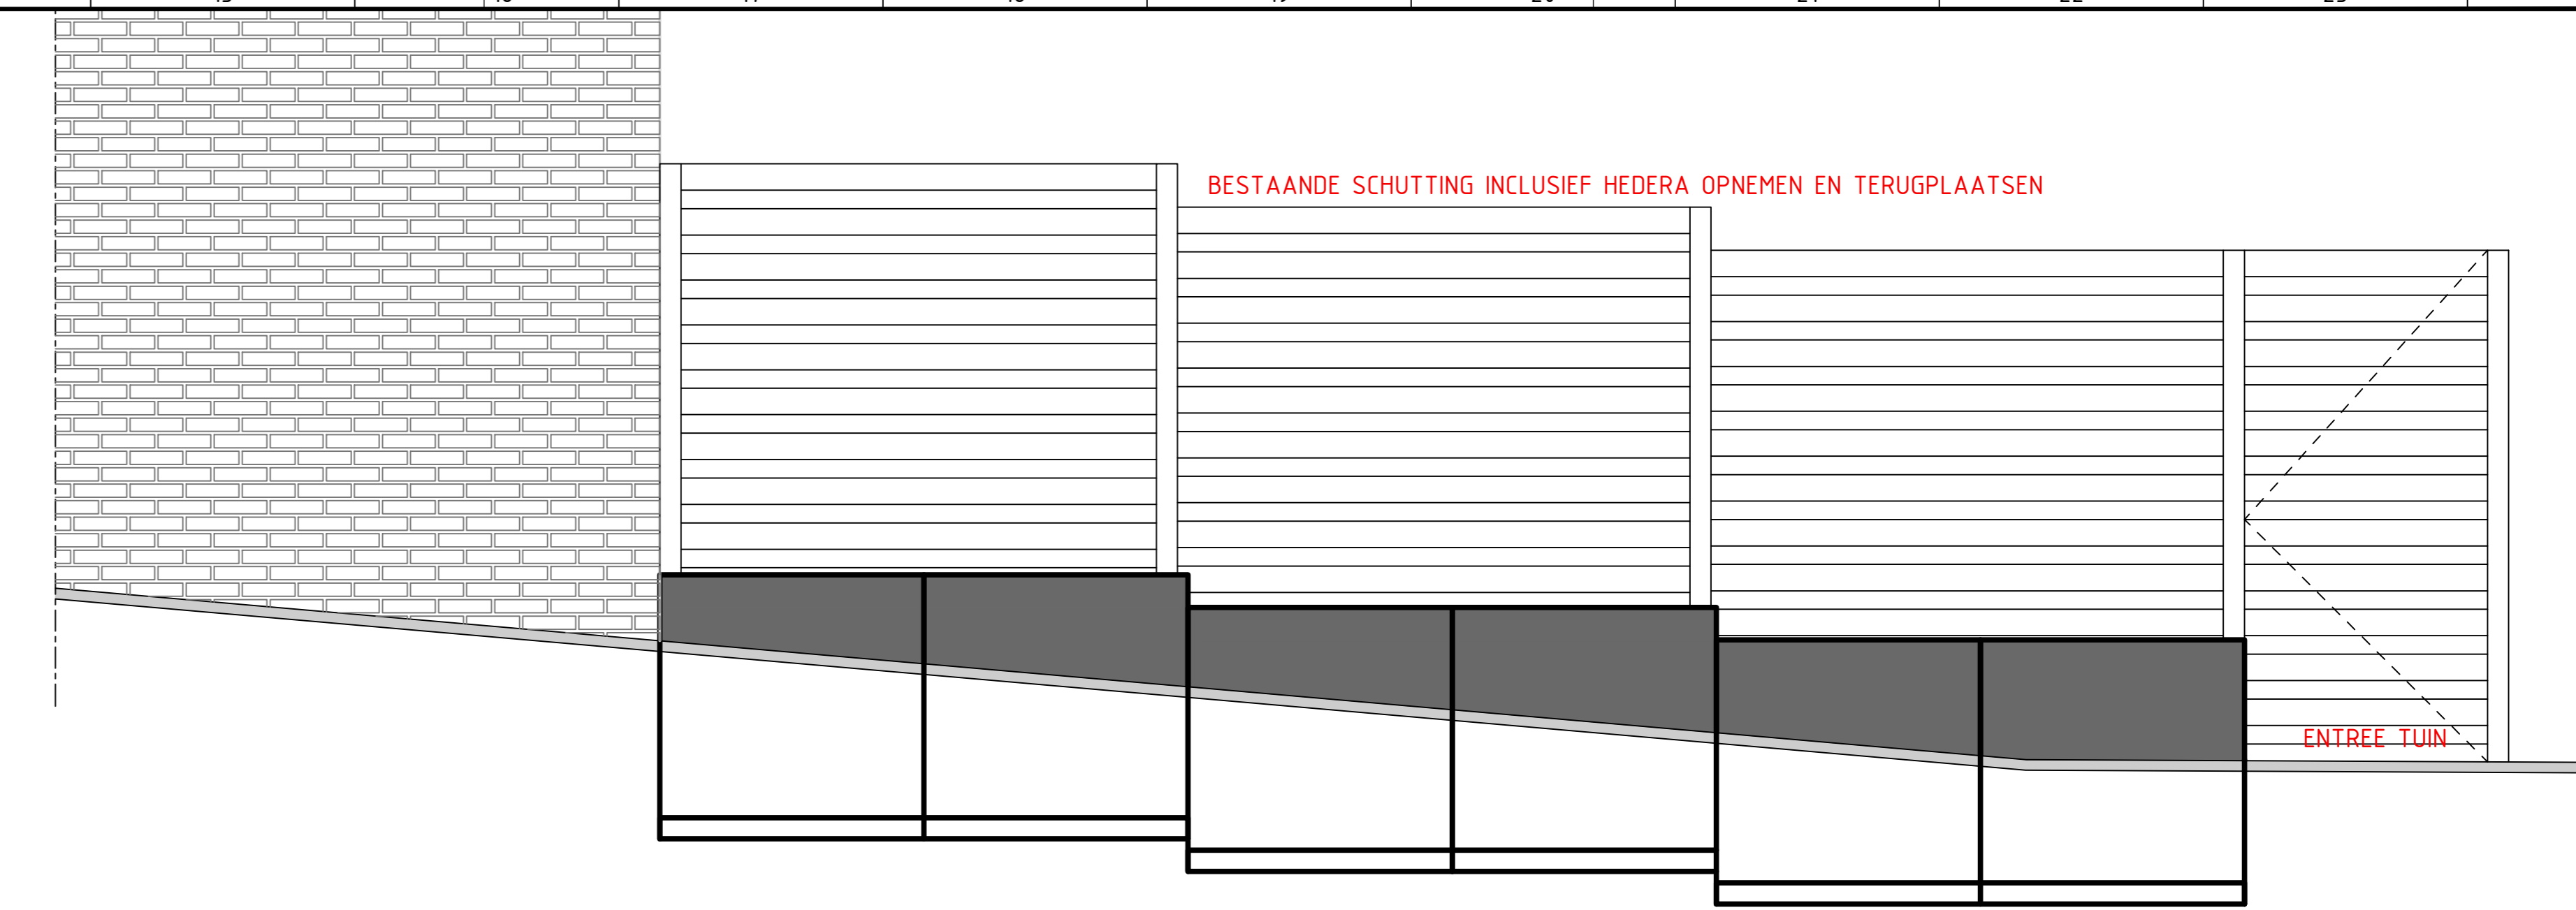 BESTAANDE SCHUTTING INCLUSIEF HEDERA OPNEMEN EN TERUGPLAATSEN
ENTREE TUIN